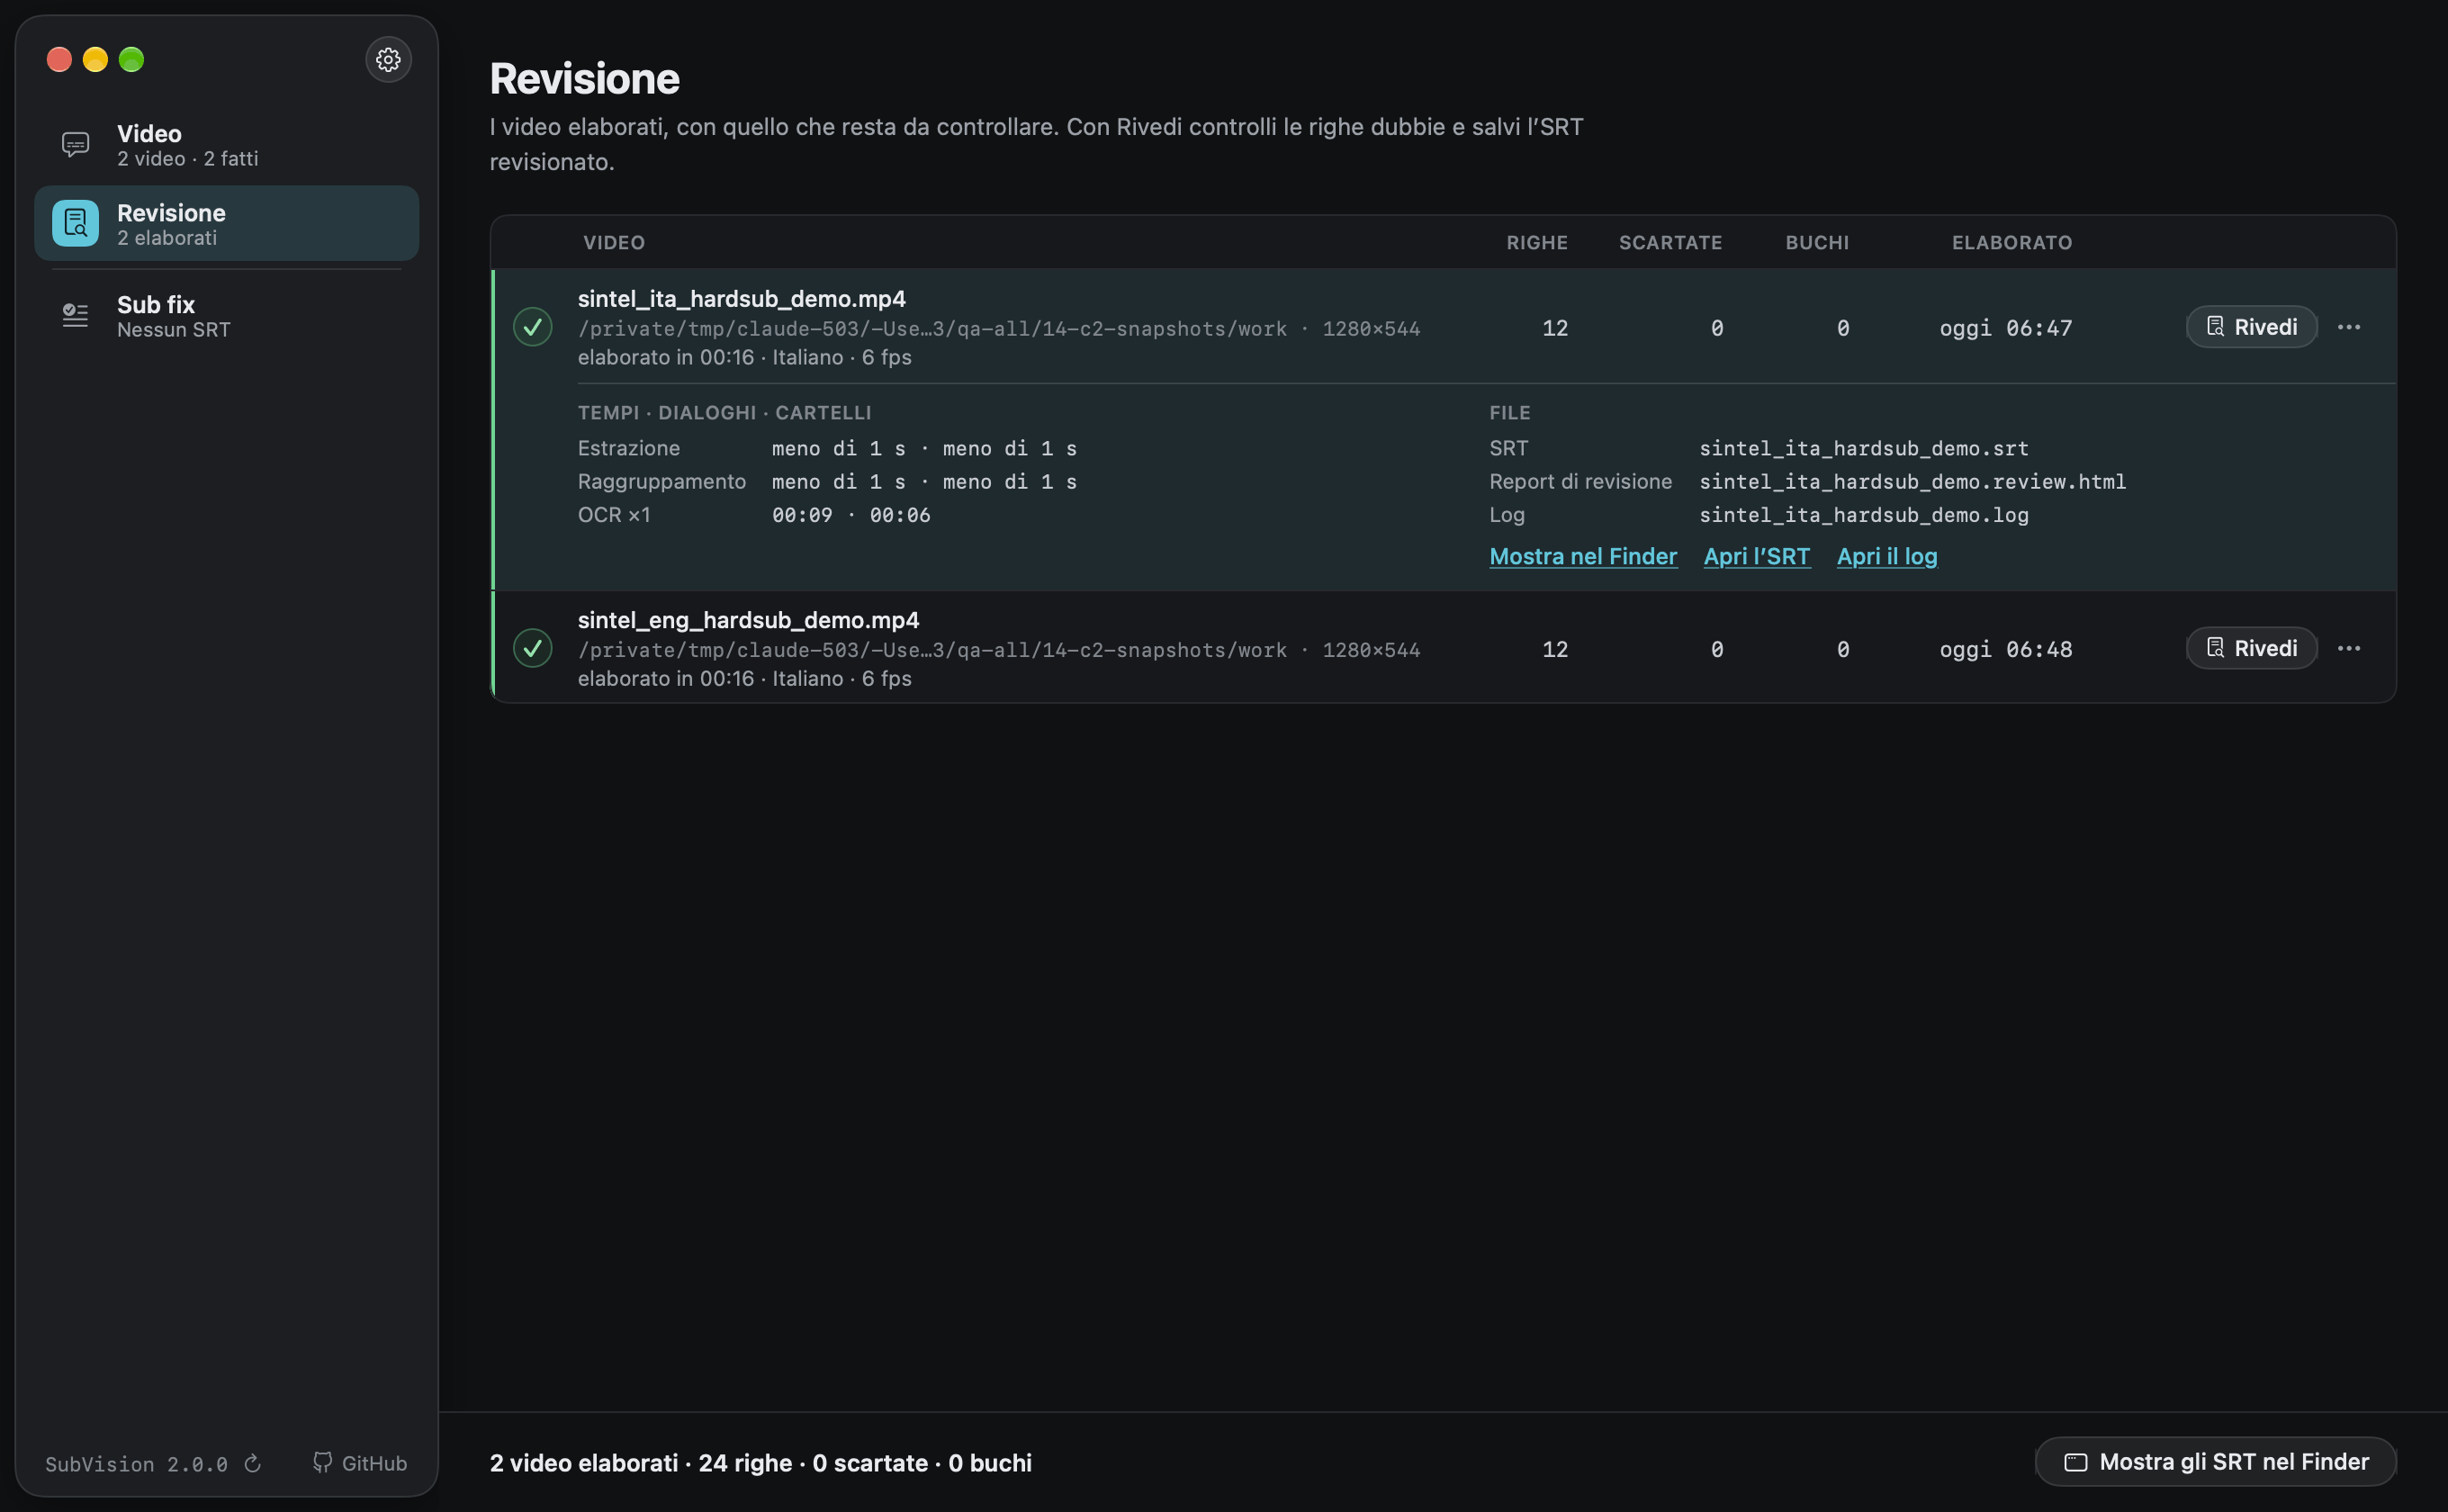 Video
2 video · 2 fatti
Revisione
2 elaborati
Sub fix
Nessun SRT
SubVision 2.0.0
GitHub
Revisione
I video elaborati, con quello che resta da controllare. Con Rivedi controlli le righe dubbie e salvi l’SRT
revisionato.
VIDEO RIGHE SCARTATE BUCHI ELABORATO
sintel_ita_hardsub_demo.mp4
/private/tmp/claude-503/-Use…3/qa-all/14-c2-snapshots/work · 1280×544
elaborato in 00:16 · Italiano · 6 fps
12 0 0 oggi 06:47 Rivedi
TEMPI · DIALOGHI · CARTELLI
Estrazione meno di 1 s · meno di 1 s
Raggruppamento meno di 1 s · meno di 1 s
OCR ×1 00:09 · 00:06
FILE
SRT sintel_ita_hardsub_demo.srt
Report di revisione sintel_ita_hardsub_demo.review.html
Log sintel_ita_hardsub_demo.log
Mostra nel Finder Apri l’SRT Apri il log
sintel_eng_hardsub_demo.mp4
/private/tmp/claude-503/-Use…3/qa-all/14-c2-snapshots/work · 1280×544
elaborato in 00:16 · Italiano · 6 fps
12 0 0 oggi 06:48 Rivedi
2 video elaborati · 24 righe · 0 scartate · 0 buchi
Mostra gli SRT nel Finder